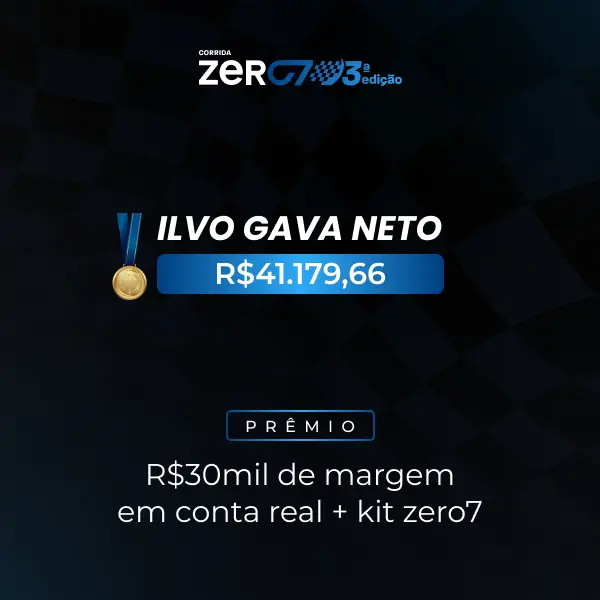 CORRIDA
zerO7 3ª edição
ILVO GAVA NETO
R$41.179,66
PRÊMIO
R$30mil de margem
em conta real + kit zero7